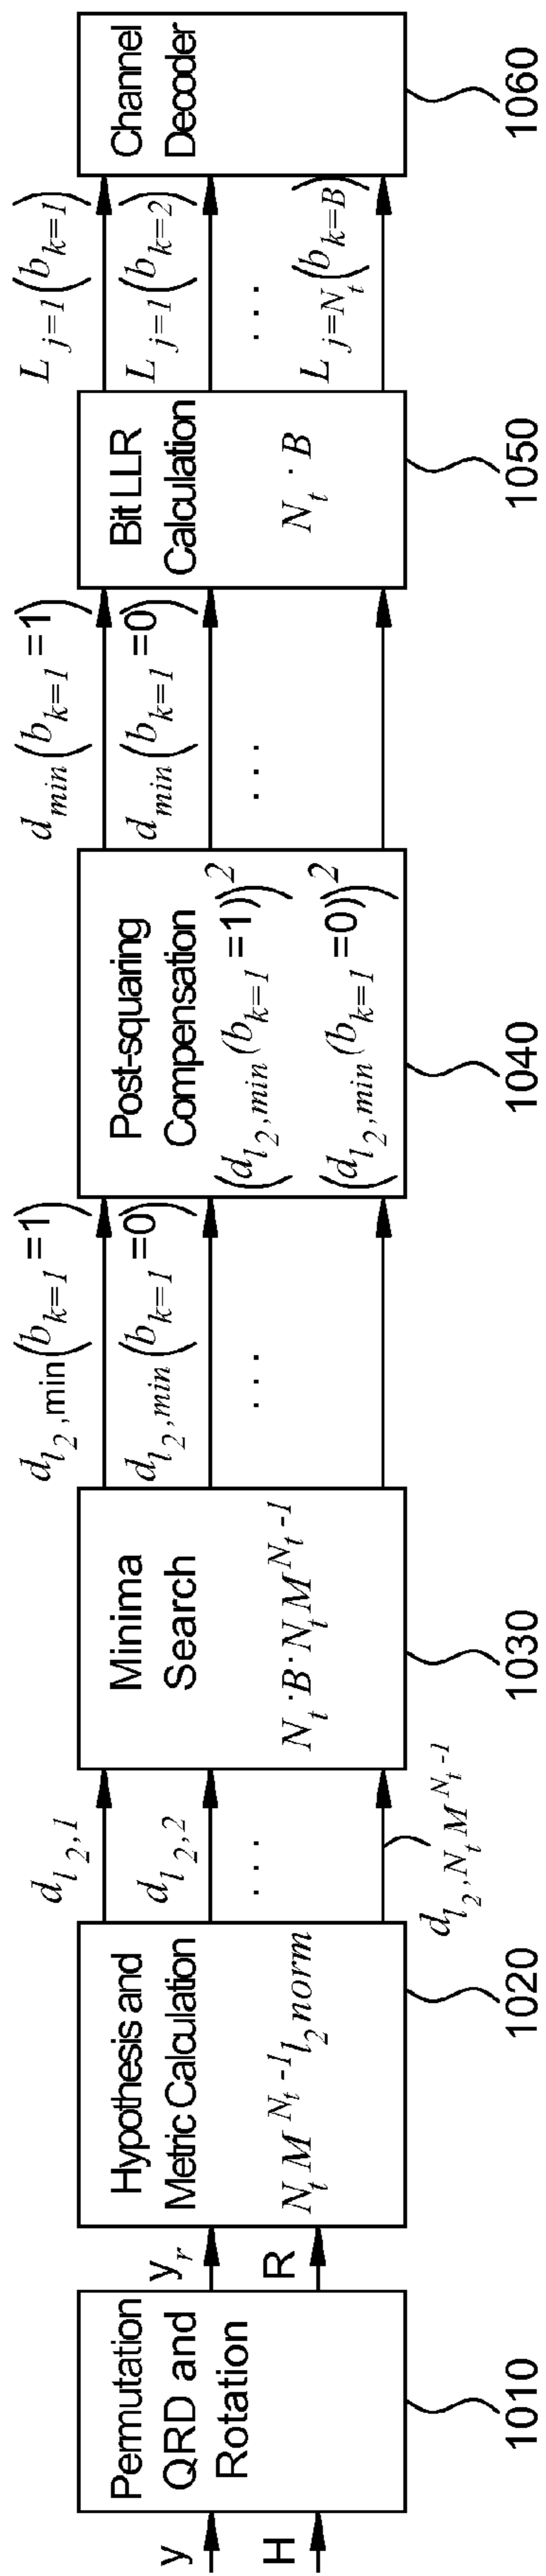 y
H
Permutation
QRD and
Rotation
1010
y_r
R
Hypothesis and
Metric Calculation
N_t M^{N_t -1} l_2 norm
1020
d_{l_2,1}
d_{l_2,2}
...
d_{l_2, N_t M^{N_t -1}}
Minima
Search
N_t · B · N_t M^{N_t -1}
1030
d_{l_2,min}(b_{k=1}=1)
d_{l_2,min}(b_{k=1}=0)
...
Post-squaring
Compensation
(d_{l_2,min}(b_{k=1}=1))^2
(d_{l_2,min}(b_{k=1}=0))^2
1040
d_{min}(b_{k=1}=1)
d_{min}(b_{k=1}=0)
...
Bit LLR
Calculation
N_t · B
1050
L_{j=1}(b_{k=1})
L_{j=1}(b_{k=2})
...
L_{j=N_t}(b_{k=B})
Channel
Decoder
1060